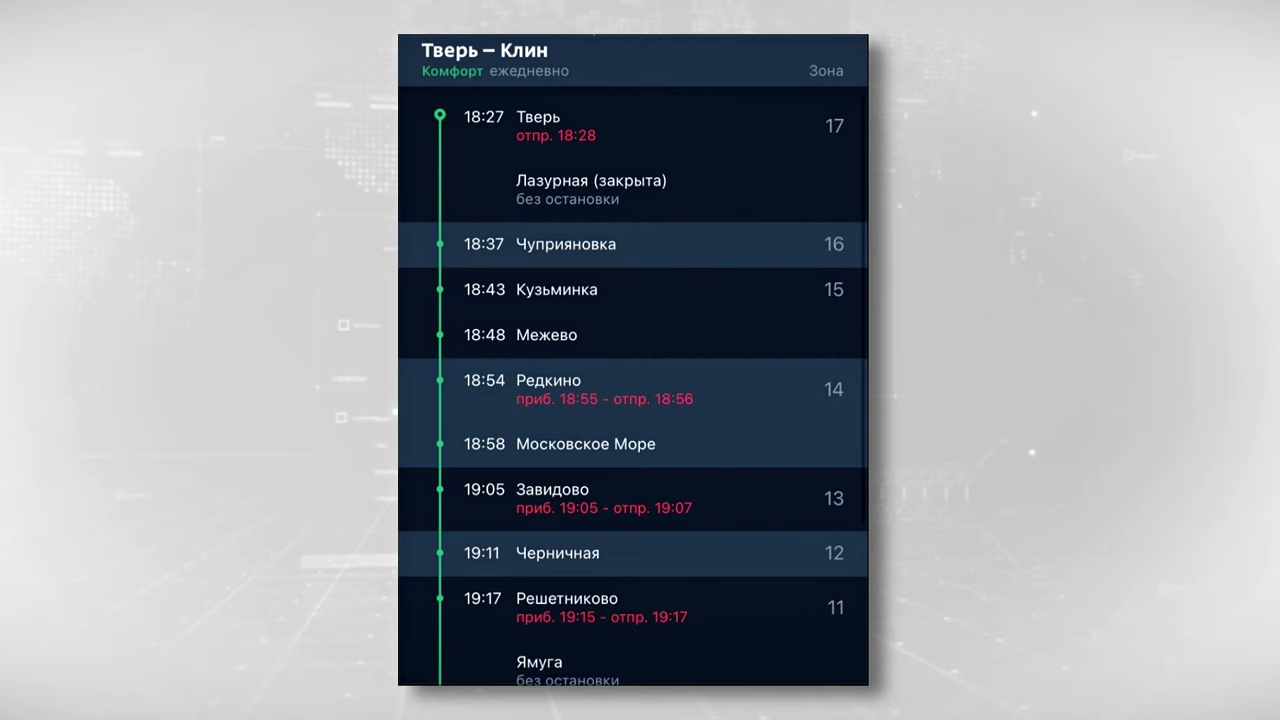 Тверь – Клин
Комфорт ежедневно Зона
18:27 Тверь 17
отпр. 18:28
Лазурная (закрыта)
без остановки
18:37 Чуприяновка 16
18:43 Кузьминка 15
18:48 Межево
18:54 Редкино 14
приб. 18:55 - отпр. 18:56
18:58 Московское Море
19:05 Завидово 13
приб. 19:05 - отпр. 19:07
19:11 Черничная 12
19:17 Решетниково 11
приб. 19:15 - отпр. 19:17
Ямуга
без остановки